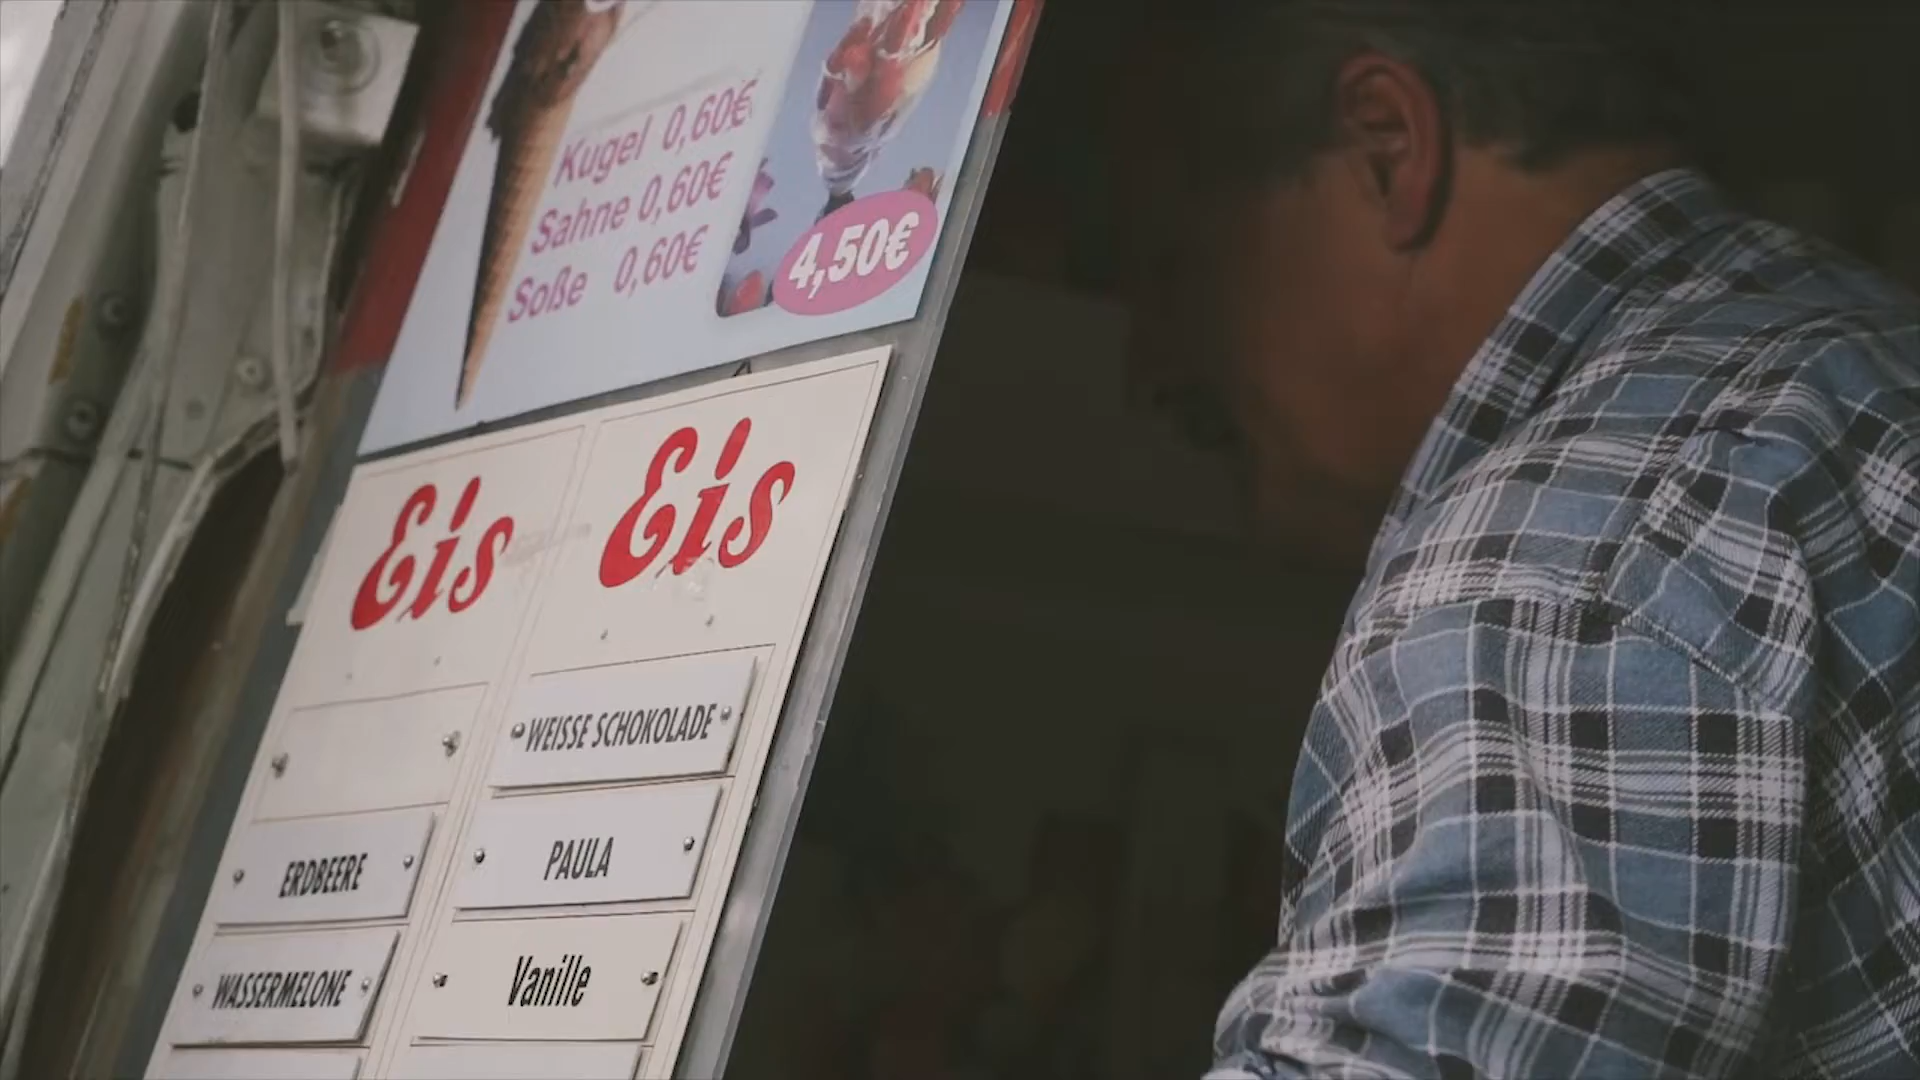 Kugel 0,60€
Sahne 0,60€
Soße 0,60€
4,50€
Eis
Eis
WEISSE SCHOKOLADE
ERDBEERE
PAULA
WASSERMELONE
Vanille